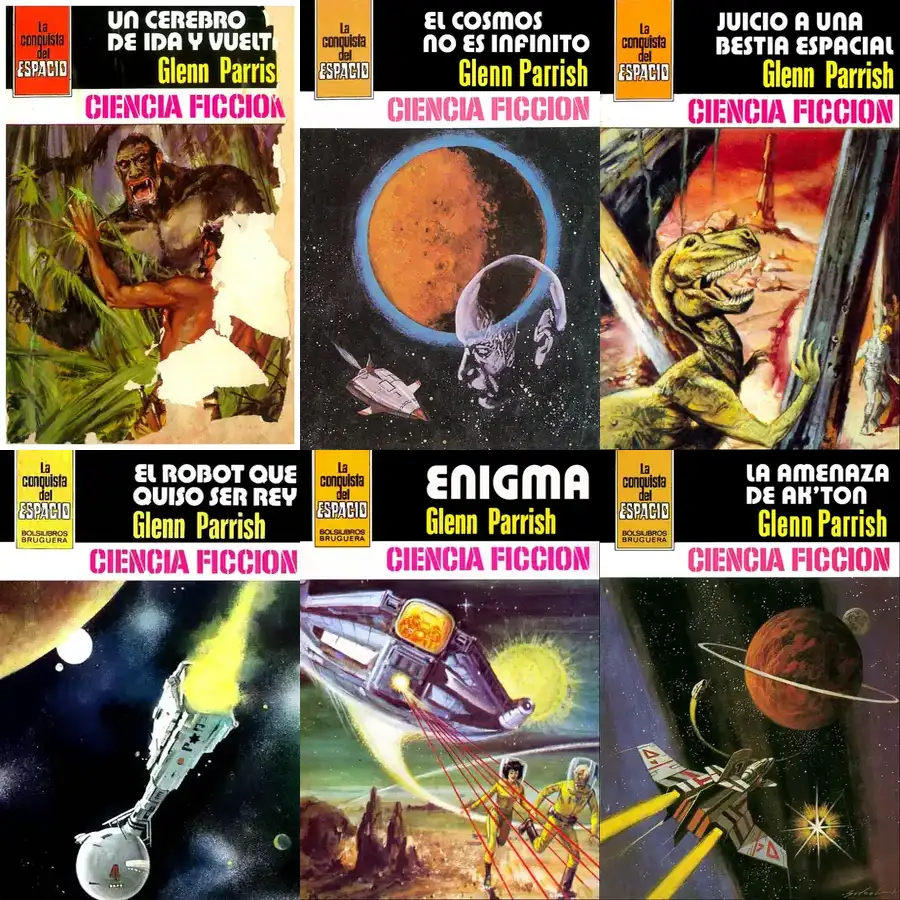 La
conquista
del
ESPACIO
UN CEREBRO
DE IDA Y VUELT
Glenn Parris
CIENCIA FICCION
La
conquista
del
ESPACIO
EL COSMOS
NO ES INFINITO
Glenn Parrish
CIENCIA FICCION
La
conquista
del
ESPACIO
JUICIO A UNA
BESTIA ESPACIAL
Glenn Parrish
CIENCIA FICCION
La
conquista
del
ESPACIO
BOLSILIBROS
BRUGUERA
EL ROBOT QUE
QUISO SER REY
Glenn Parrish
CIENCIA FICCION
La
conquista
del
ESPACIO
BOLSILIBROS
BRUGUERA
ENIGMA
Glenn Parrish
CIENCIA FICCION
La
conquista
del
ESPACIO
BOLSILIBROS
BRUGUERA
LA AMENAZA
DE AK'TON
Glenn Parrish
CIENCIA FICCION